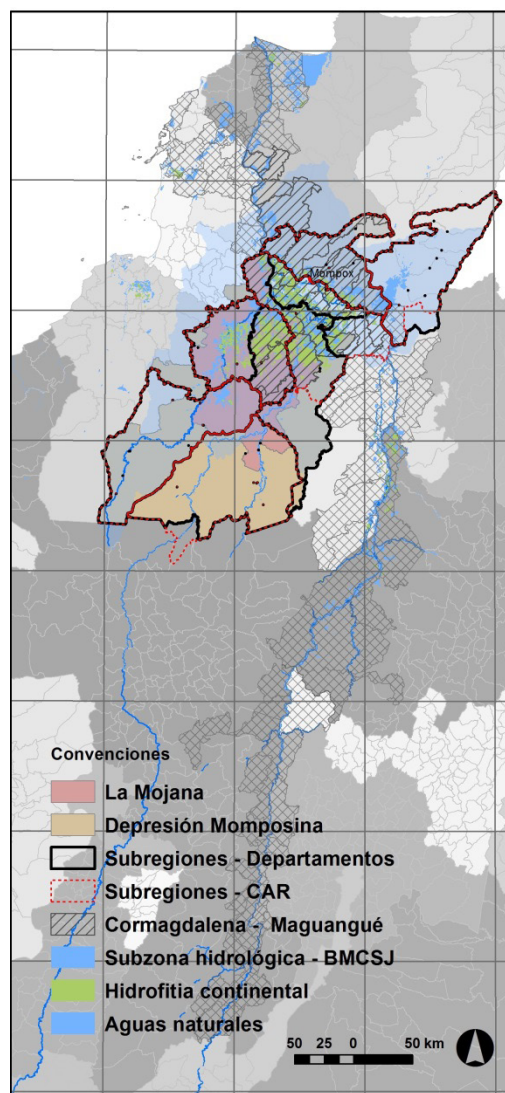 Mompox
Convenciones
La Mojana
Depresión Momposina
Subregiones - Departamentos
Subregiones - CAR
Cormagdalena - Maguangué
Subzona hidrológica - BMCSJ
Hidrofitia continental
Aguas naturales
50 25 0 50 km